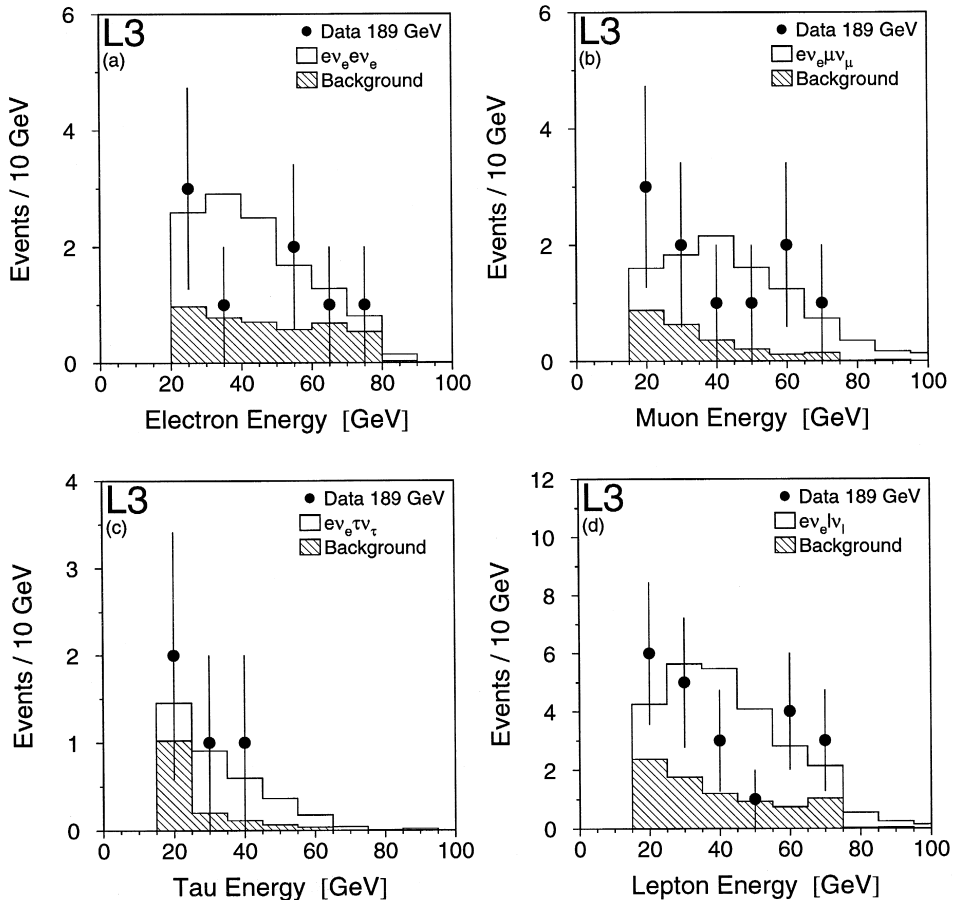 L3
(a)
Data 189 GeV
eνₑeνₑ
Background
Events / 10 GeV
6
4
2
0
0 20 40 60 80 100
Electron Energy [GeV]
L3
(b)
Data 189 GeV
eνₑμν_μ
Background
Events / 10 GeV
6
4
2
0
0 20 40 60 80 100
Muon Energy [GeV]
L3
(c)
Data 189 GeV
eνₑτν_τ
Background
Events / 10 GeV
4
3
2
1
0
0 20 40 60 80 100
Tau Energy [GeV]
L3
(d)
Data 189 GeV
eνₑlνₗ
Background
Events / 10 GeV
12
10
8
6
4
2
0
0 20 40 60 80 100
Lepton Energy [GeV]